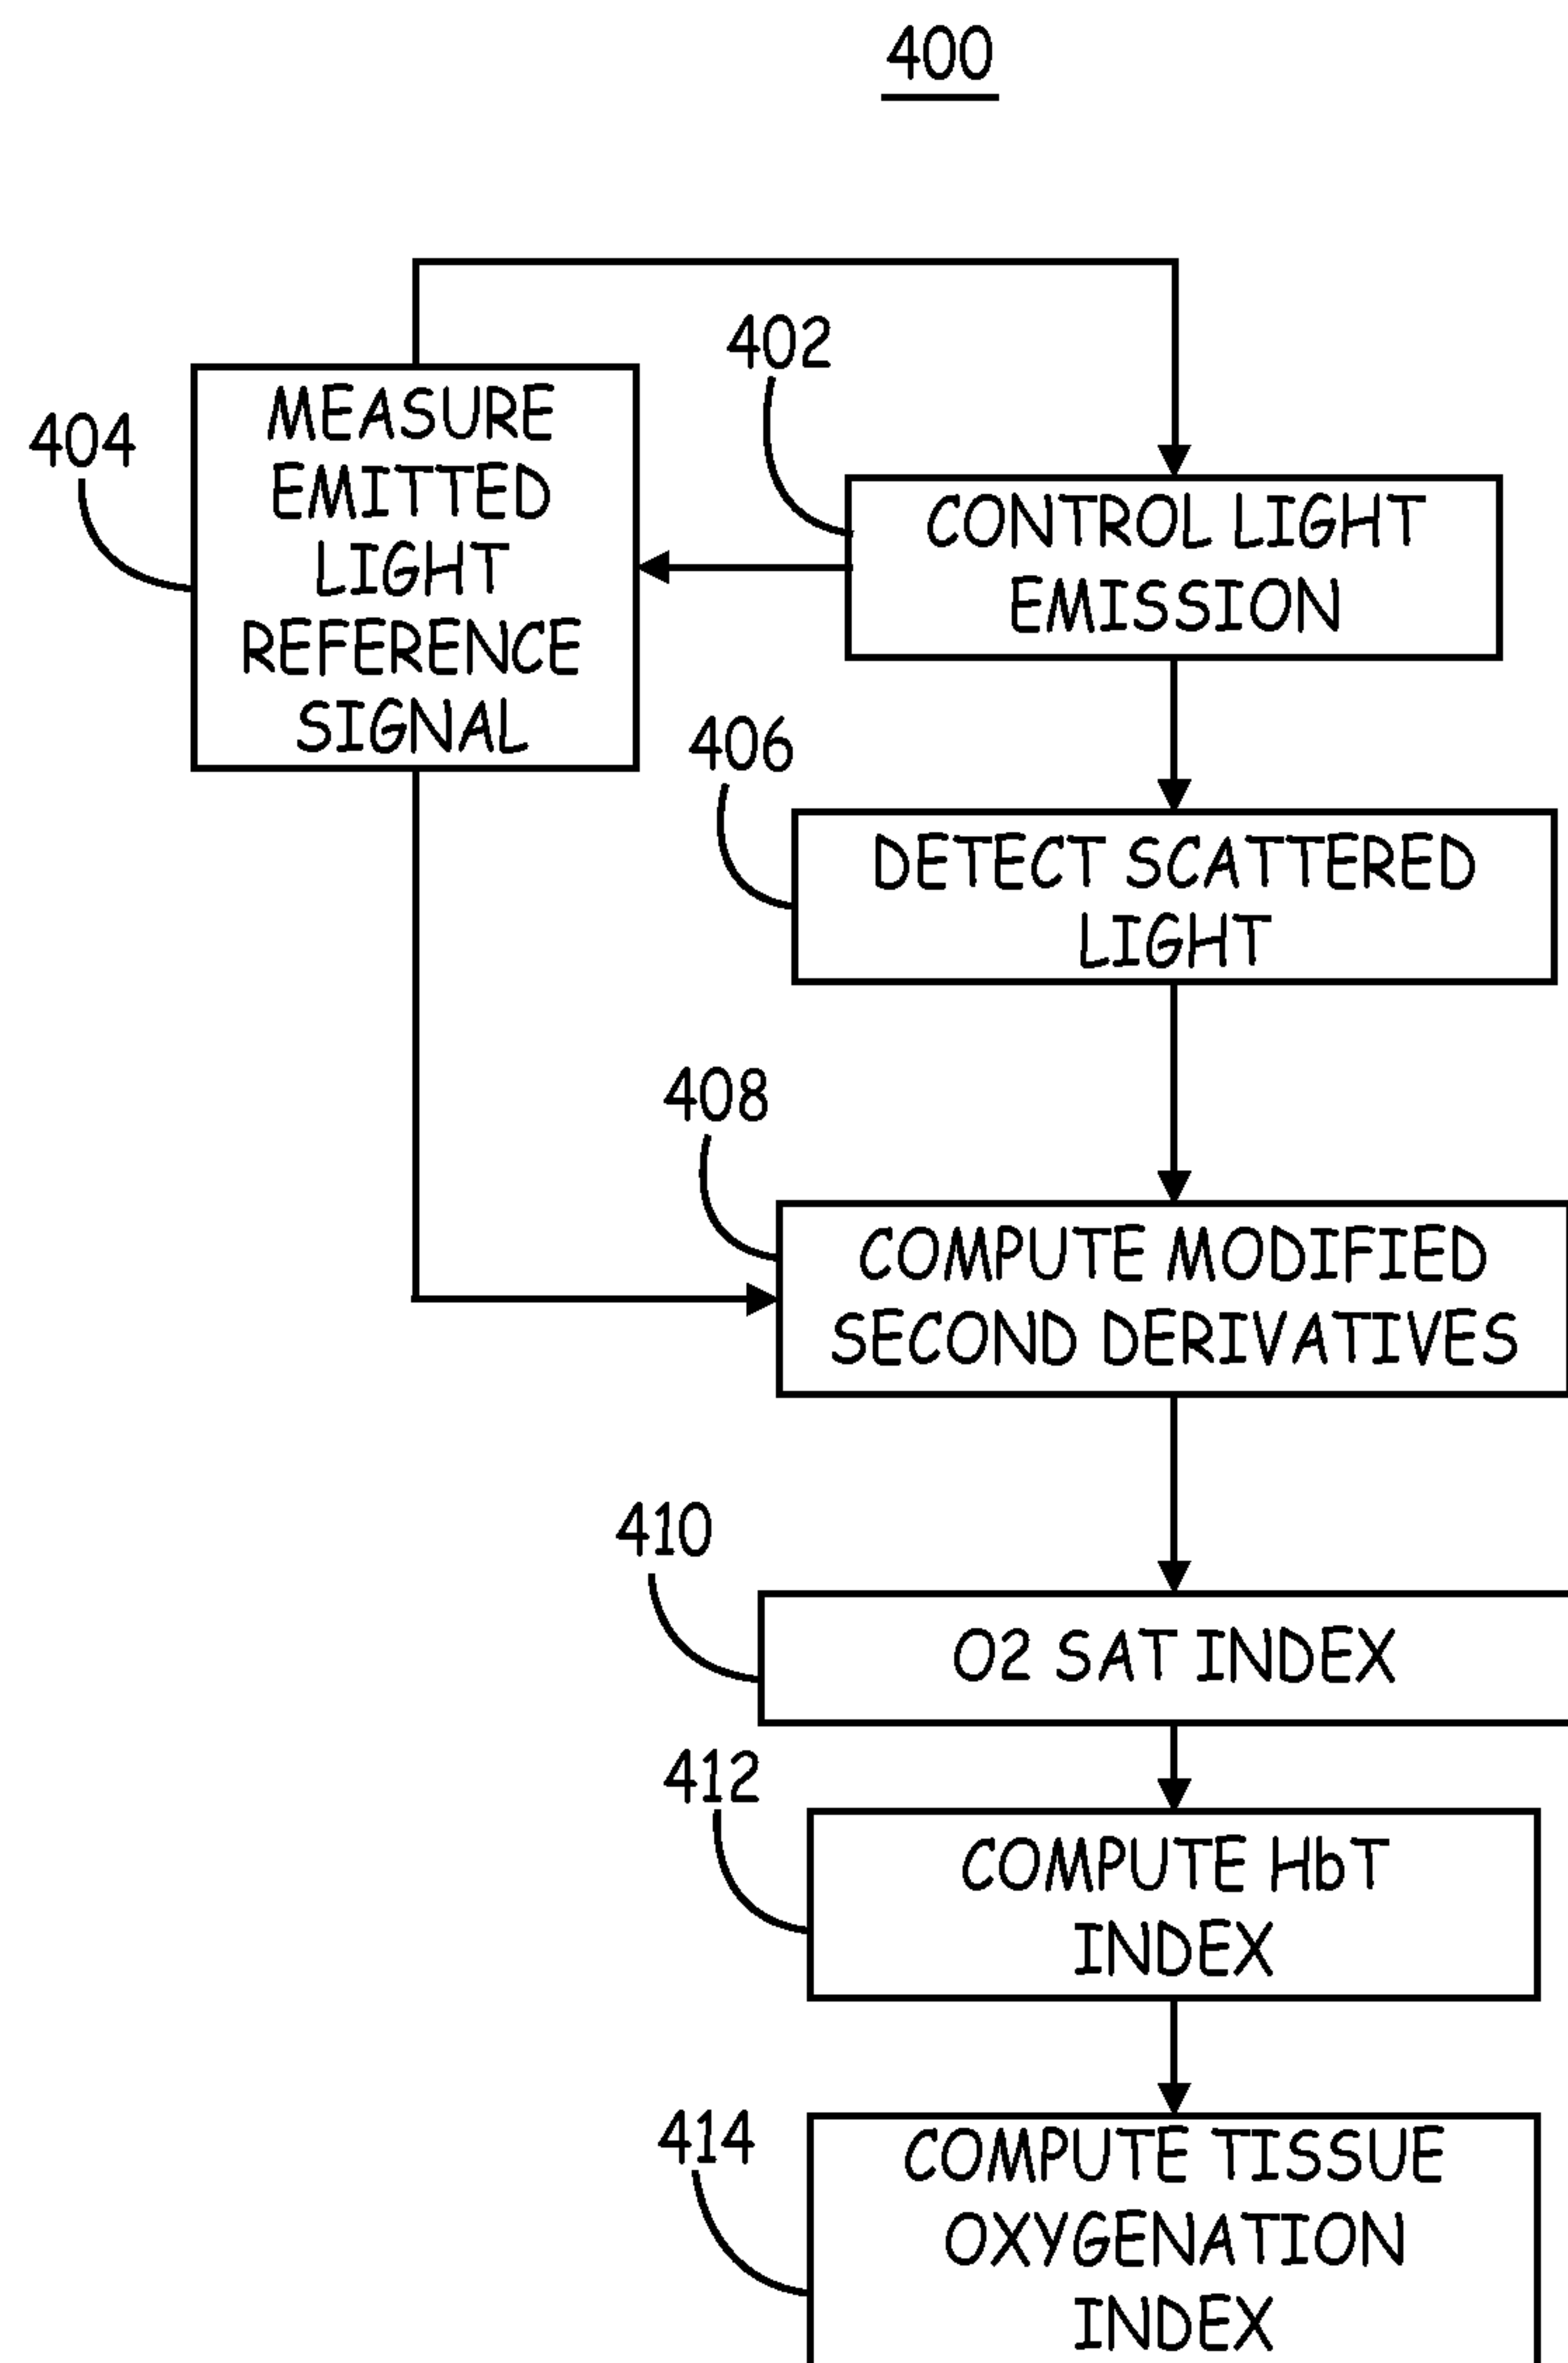 400
402
404
MEASURE
EMITTED
LIGHT
REFERENCE
SIGNAL
CONTROL LIGHT
EMISSION
406
DETECT SCATTERED
LIGHT
408
COMPUTE MODIFIED
SECOND DERIVATIVES
410
O2 SAT INDEX
412
COMPUTE HbT
INDEX
414
COMPUTE TISSUE
OXYGENATION
INDEX